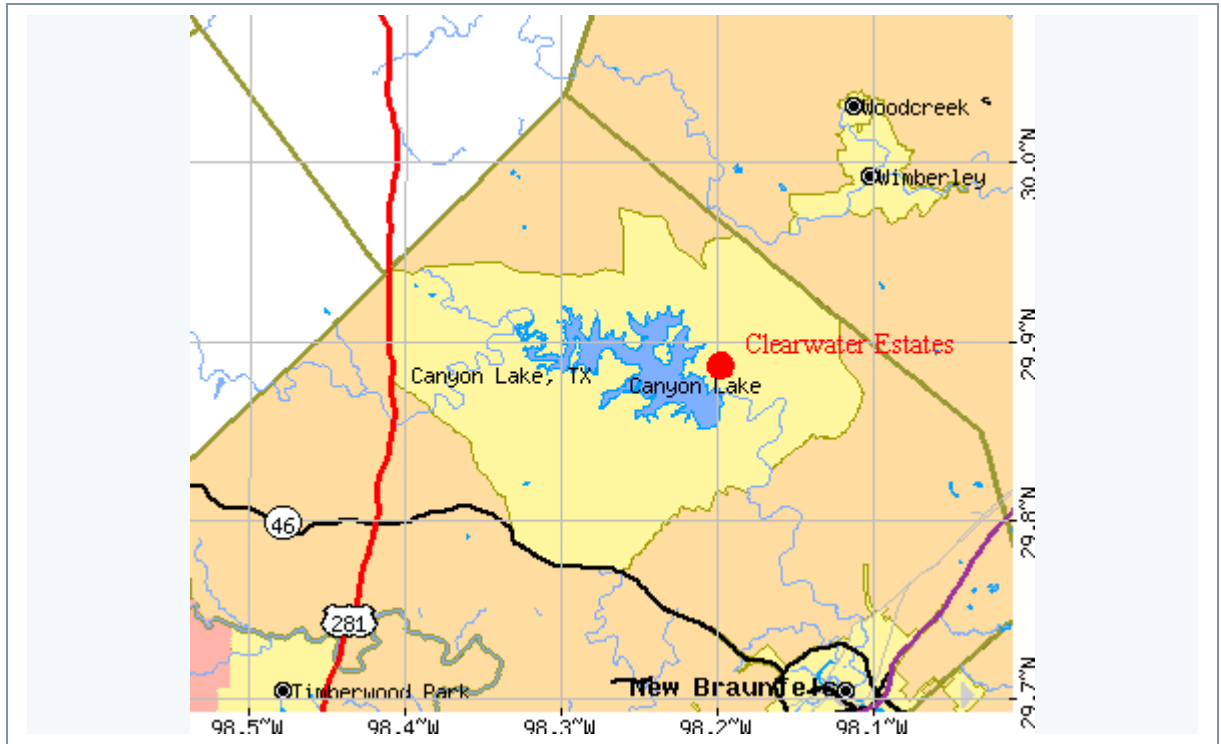 Woodcreek
30.0°N
Wimberley
Clearwater Estates
29.9°N
Canyon Lake, TX
Canyon Lake
29.8°N
46
281
Timberwood Park
New Braunfels
29.7°N
98.5°W 98.4°W 98.3°W 98.2°W 98.1°W